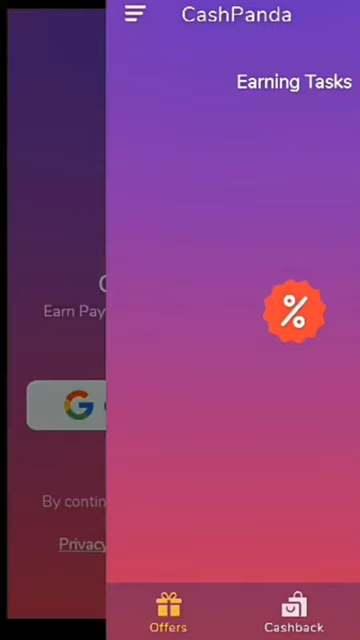 CashPanda
Earning Tasks
Earn Pay
By contin
Privacy
Offers
Cashback